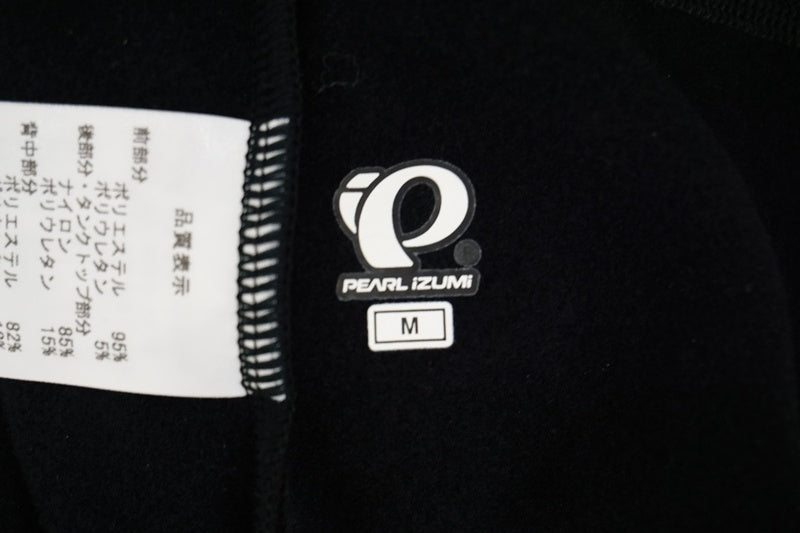 品質表示
前部分
ポリエステル 95%
ポリウレタン 5%
後部分・タンクトップ部分
ナイロン 85%
ポリウレタン 15%
背中部分
ポリエステル 82%
PEARL iZUMi
M